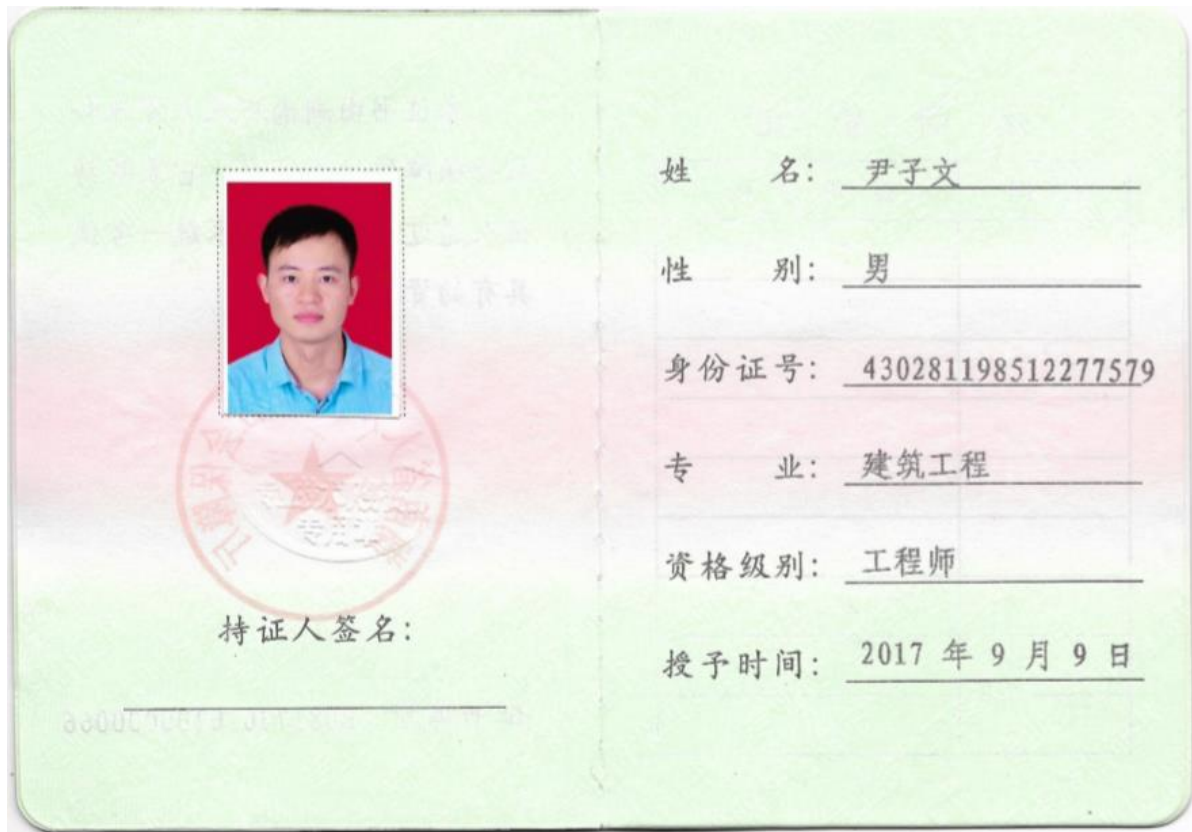 持证人签名:
姓 名: 尹子文
性 别: 男
身份证号: 430281198512277579
专 业: 建筑工程
资格级别: 工程师
授予时间: 2017 年 9 月 9 日